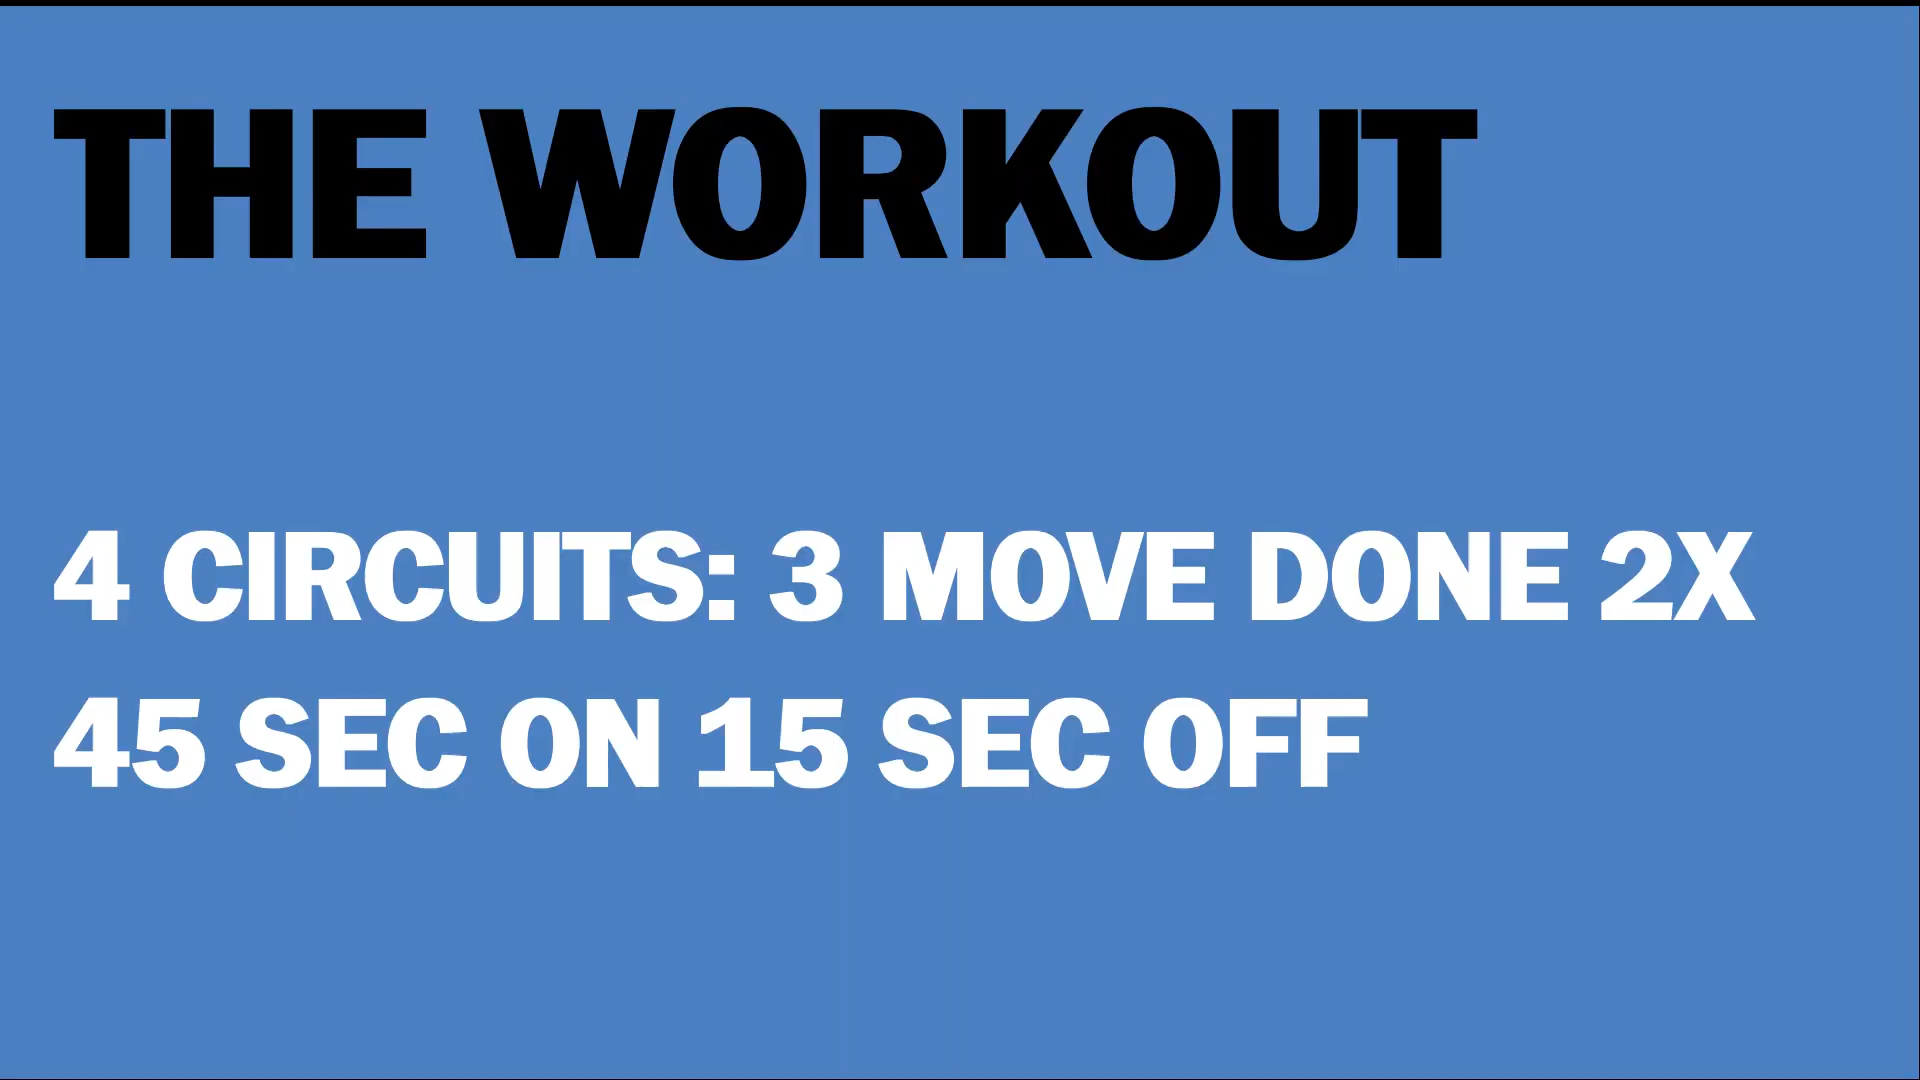 THE WORKOUT
4 CIRCUITS: 3 MOVE DONE 2X
45 SEC ON 15 SEC OFF